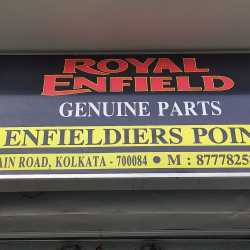 ROYAL
ENFIELD
GENUINE PARTS
ENFIELDIERS POIN
AIN ROAD, KOLKATA - 700084 • M : 8777825